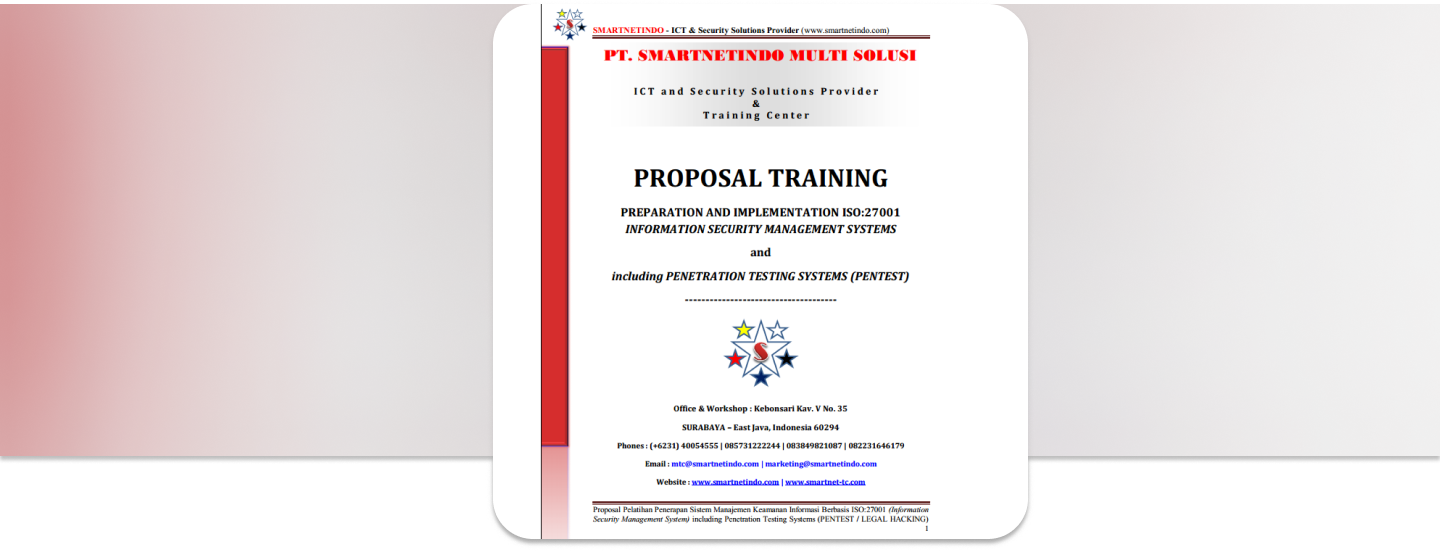 SMARTNETINDO - ICT & Security Solutions Provider (www.smartnetindo.com)
PT. SMARTNETINDO MULTI SOLUSI
ICT and Security Solutions Provider
&
Training Center
PROPOSAL TRAINING
PREPARATION AND IMPLEMENTATION ISO:27001
INFORMATION SECURITY MANAGEMENT SYSTEMS
and
including PENETRATION TESTING SYSTEMS (PENTEST)
-------------------------------------
S
Office & Workshop : Kebonsari Kav. V No. 35
SURABAYA – East Java, Indonesia 60294
Phones : (+6231) 40054555 | 085731222244 | 083849821087 | 082231646179
Email : mtc@smartnetindo.com | marketing@smartnetindo.com
Website : www.smartnetindo.com | www.smartnet-tc.com
Proposal Pelatihan Penerapan Sistem Manajemen Keamanan Informasi Berbasis ISO:27001 (Information
Security Management System) including Penetration Testing Systems (PENTEST / LEGAL HACKING)
1